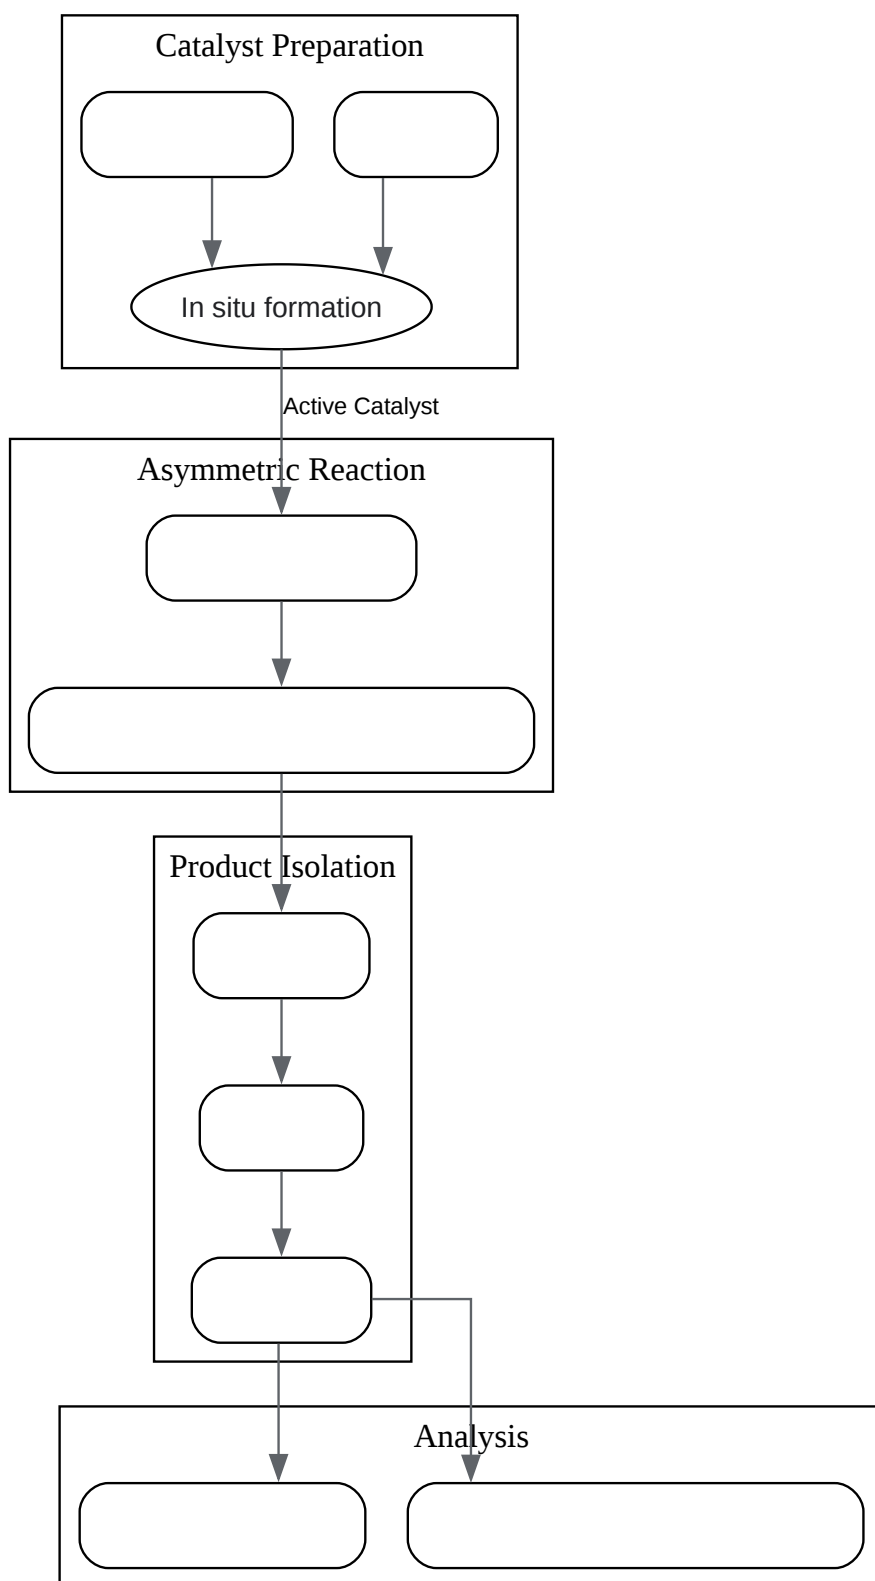 Catalyst Preparation
In situ formation
Active Catalyst
Asymmetric Reaction
Product Isolation
Analysis